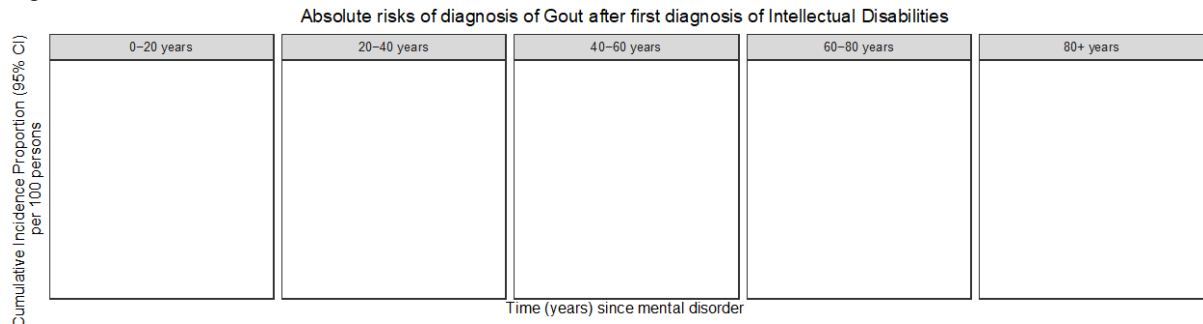 Absolute risks of diagnosis of Gout after first diagnosis of Intellectual Disabilities
Cumulative Incidence Proportion (95% CI)
per 100 persons
0−20 years
20−40 years
40−60 years
60−80 years
80+ years
Time (years) since mental disorder